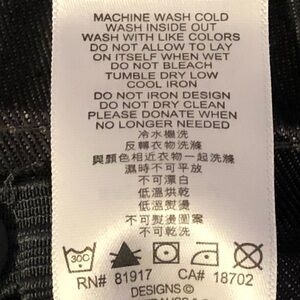 MACHINE WASH COLD
WASH INSIDE OUT
WASH WITH LIKE COLORS
DO NOT ALLOW TO LAY
ON ITSELF WHEN WET
DO NOT BLEACH
TUMBLE DRY LOW
COOL IRON
DO NOT IRON DESIGN
DO NOT DRY CLEAN
PLEASE DONATE WHEN
NO LONGER NEEDED
冷水機洗
反轉衣物洗滌
與顏色相近衣物一起洗滌
濕時不可平放
不可漂白
低溫烘乾
低溫熨燙
不可熨燙圖案
不可乾洗
30C
RN# 81917 CA# 18702
DESIGNS ©